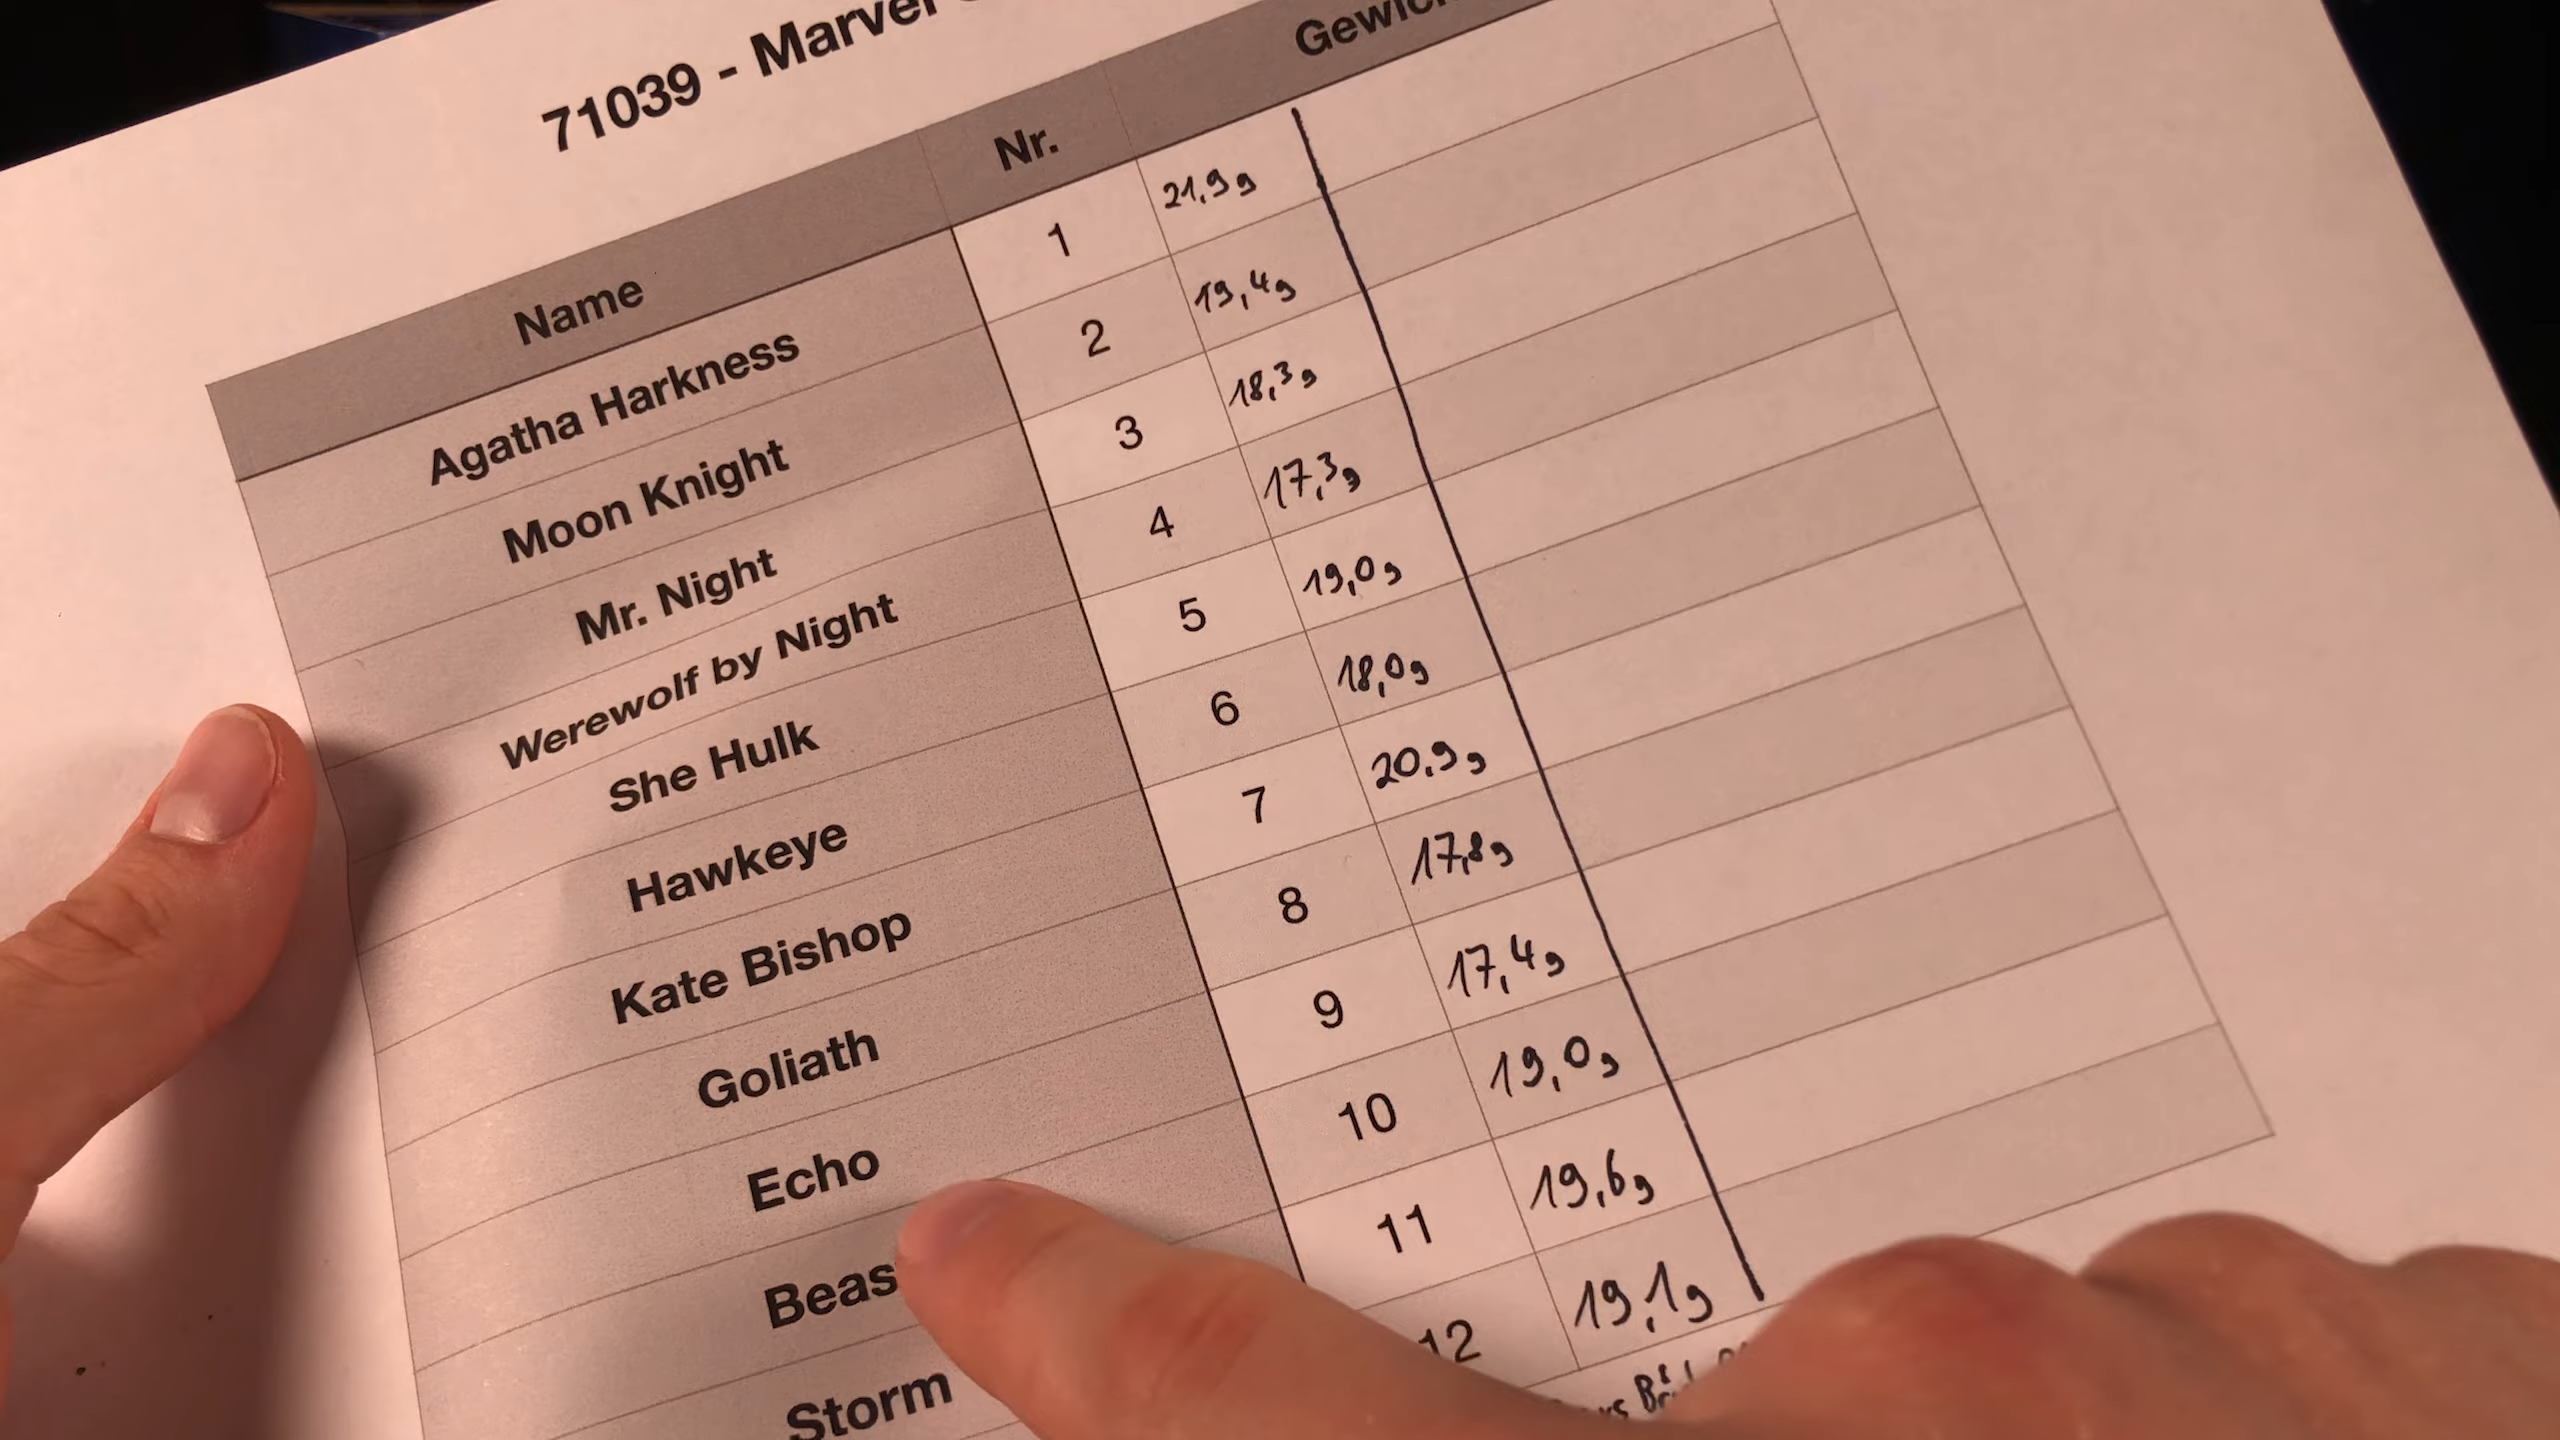 71039 - Marvel
Name Nr.
Agatha Harkness 1 21,9g
Moon Knight 2 19,4g
Mr. Night 3 18,3g
Werewolf by Night 4 17,3g
She Hulk 5 19,0g
Hawkeye 6 18,0g
Kate Bishop 7 20,9g
Goliath 8 17,8g
Echo 9 17,4g
Beas 10 19,0g
Storm 11 19,6g
12 19,1g